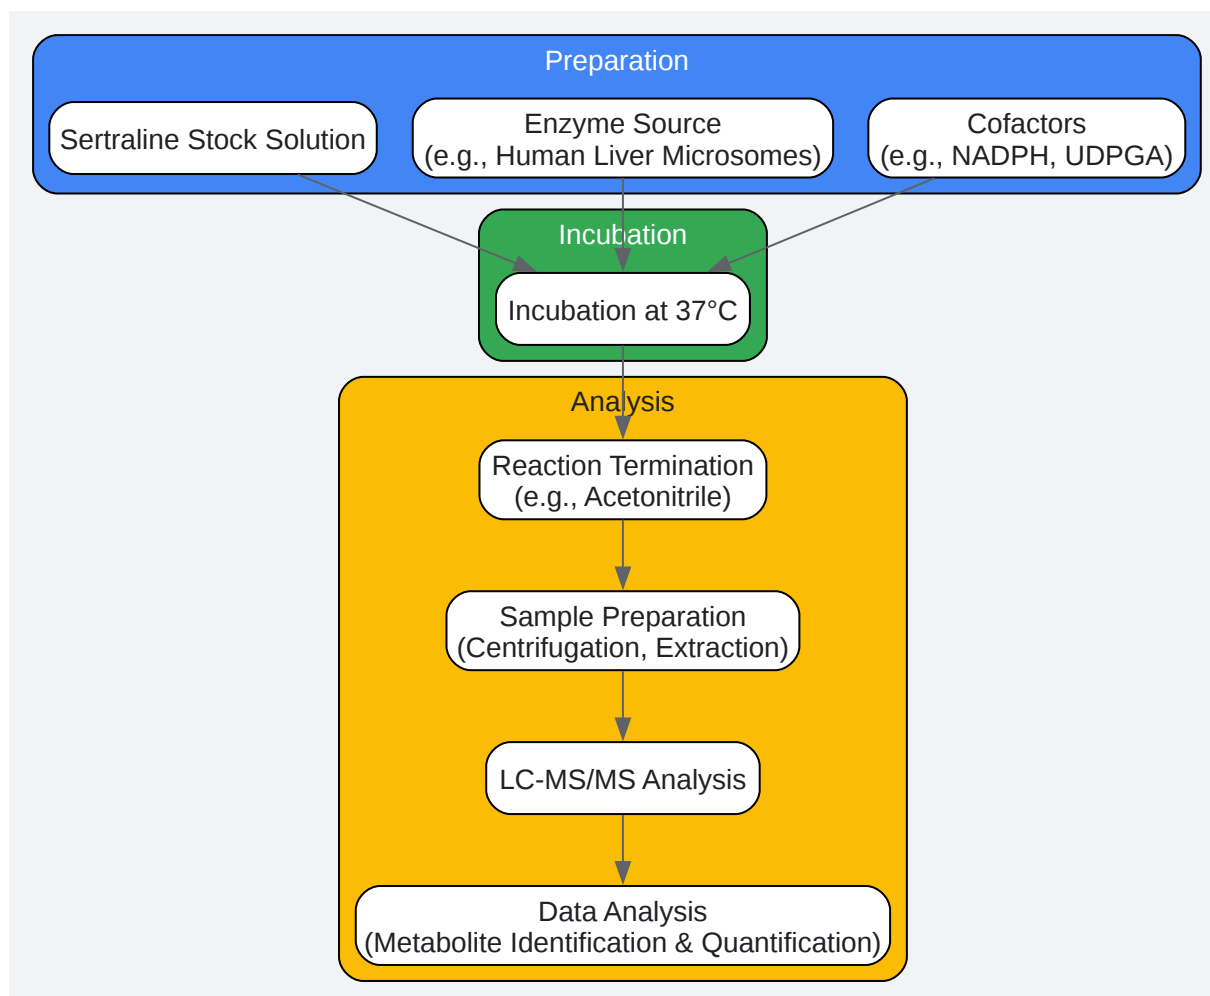 Preparation
Sertraline Stock Solution
Enzyme Source
(e.g., Human Liver Microsomes)
Cofactors
(e.g., NADPH, UDPGA)
Incubation
Incubation at 37°C
Analysis
Reaction Termination
(e.g., Acetonitrile)
Sample Preparation
(Centrifugation, Extraction)
LC-MS/MS Analysis
Data Analysis
(Metabolite Identification & Quantification)